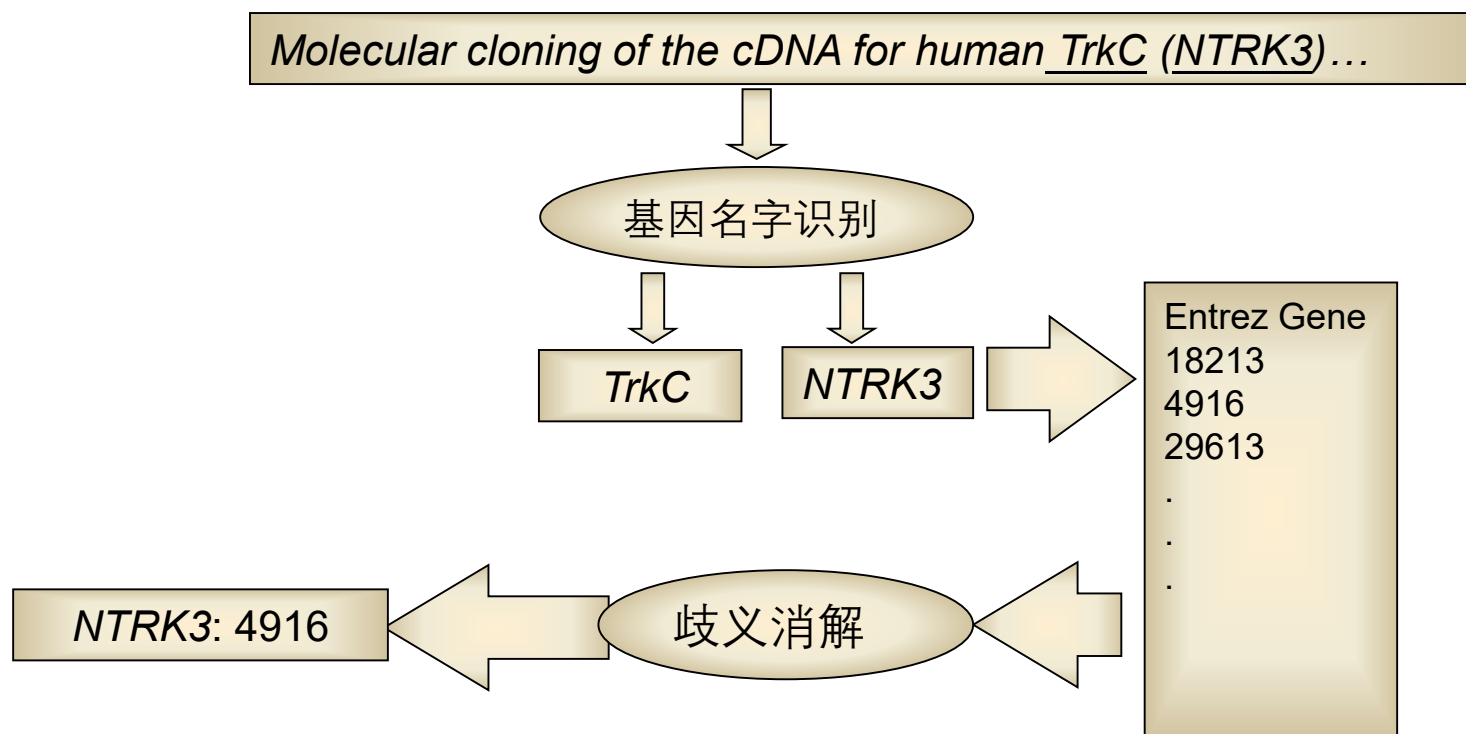 Molecular cloning of the cDNA for human TrkC (NTRK3)…
基因名字识别
TrkC
NTRK3
Entrez Gene
18213
4916
29613
.
.
.
歧义消解
NTRK3: 4916